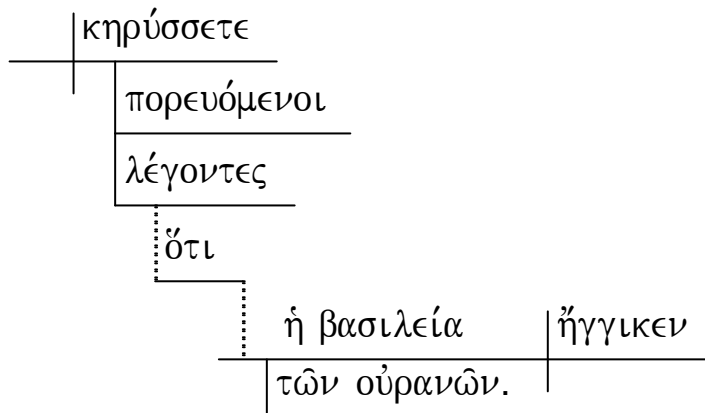 κηρύσσετε
πορευόμενοι
λέγοντες
ὅτι
ἡ βασιλεία ἤγγικεν
τῶν οὐρανῶν.